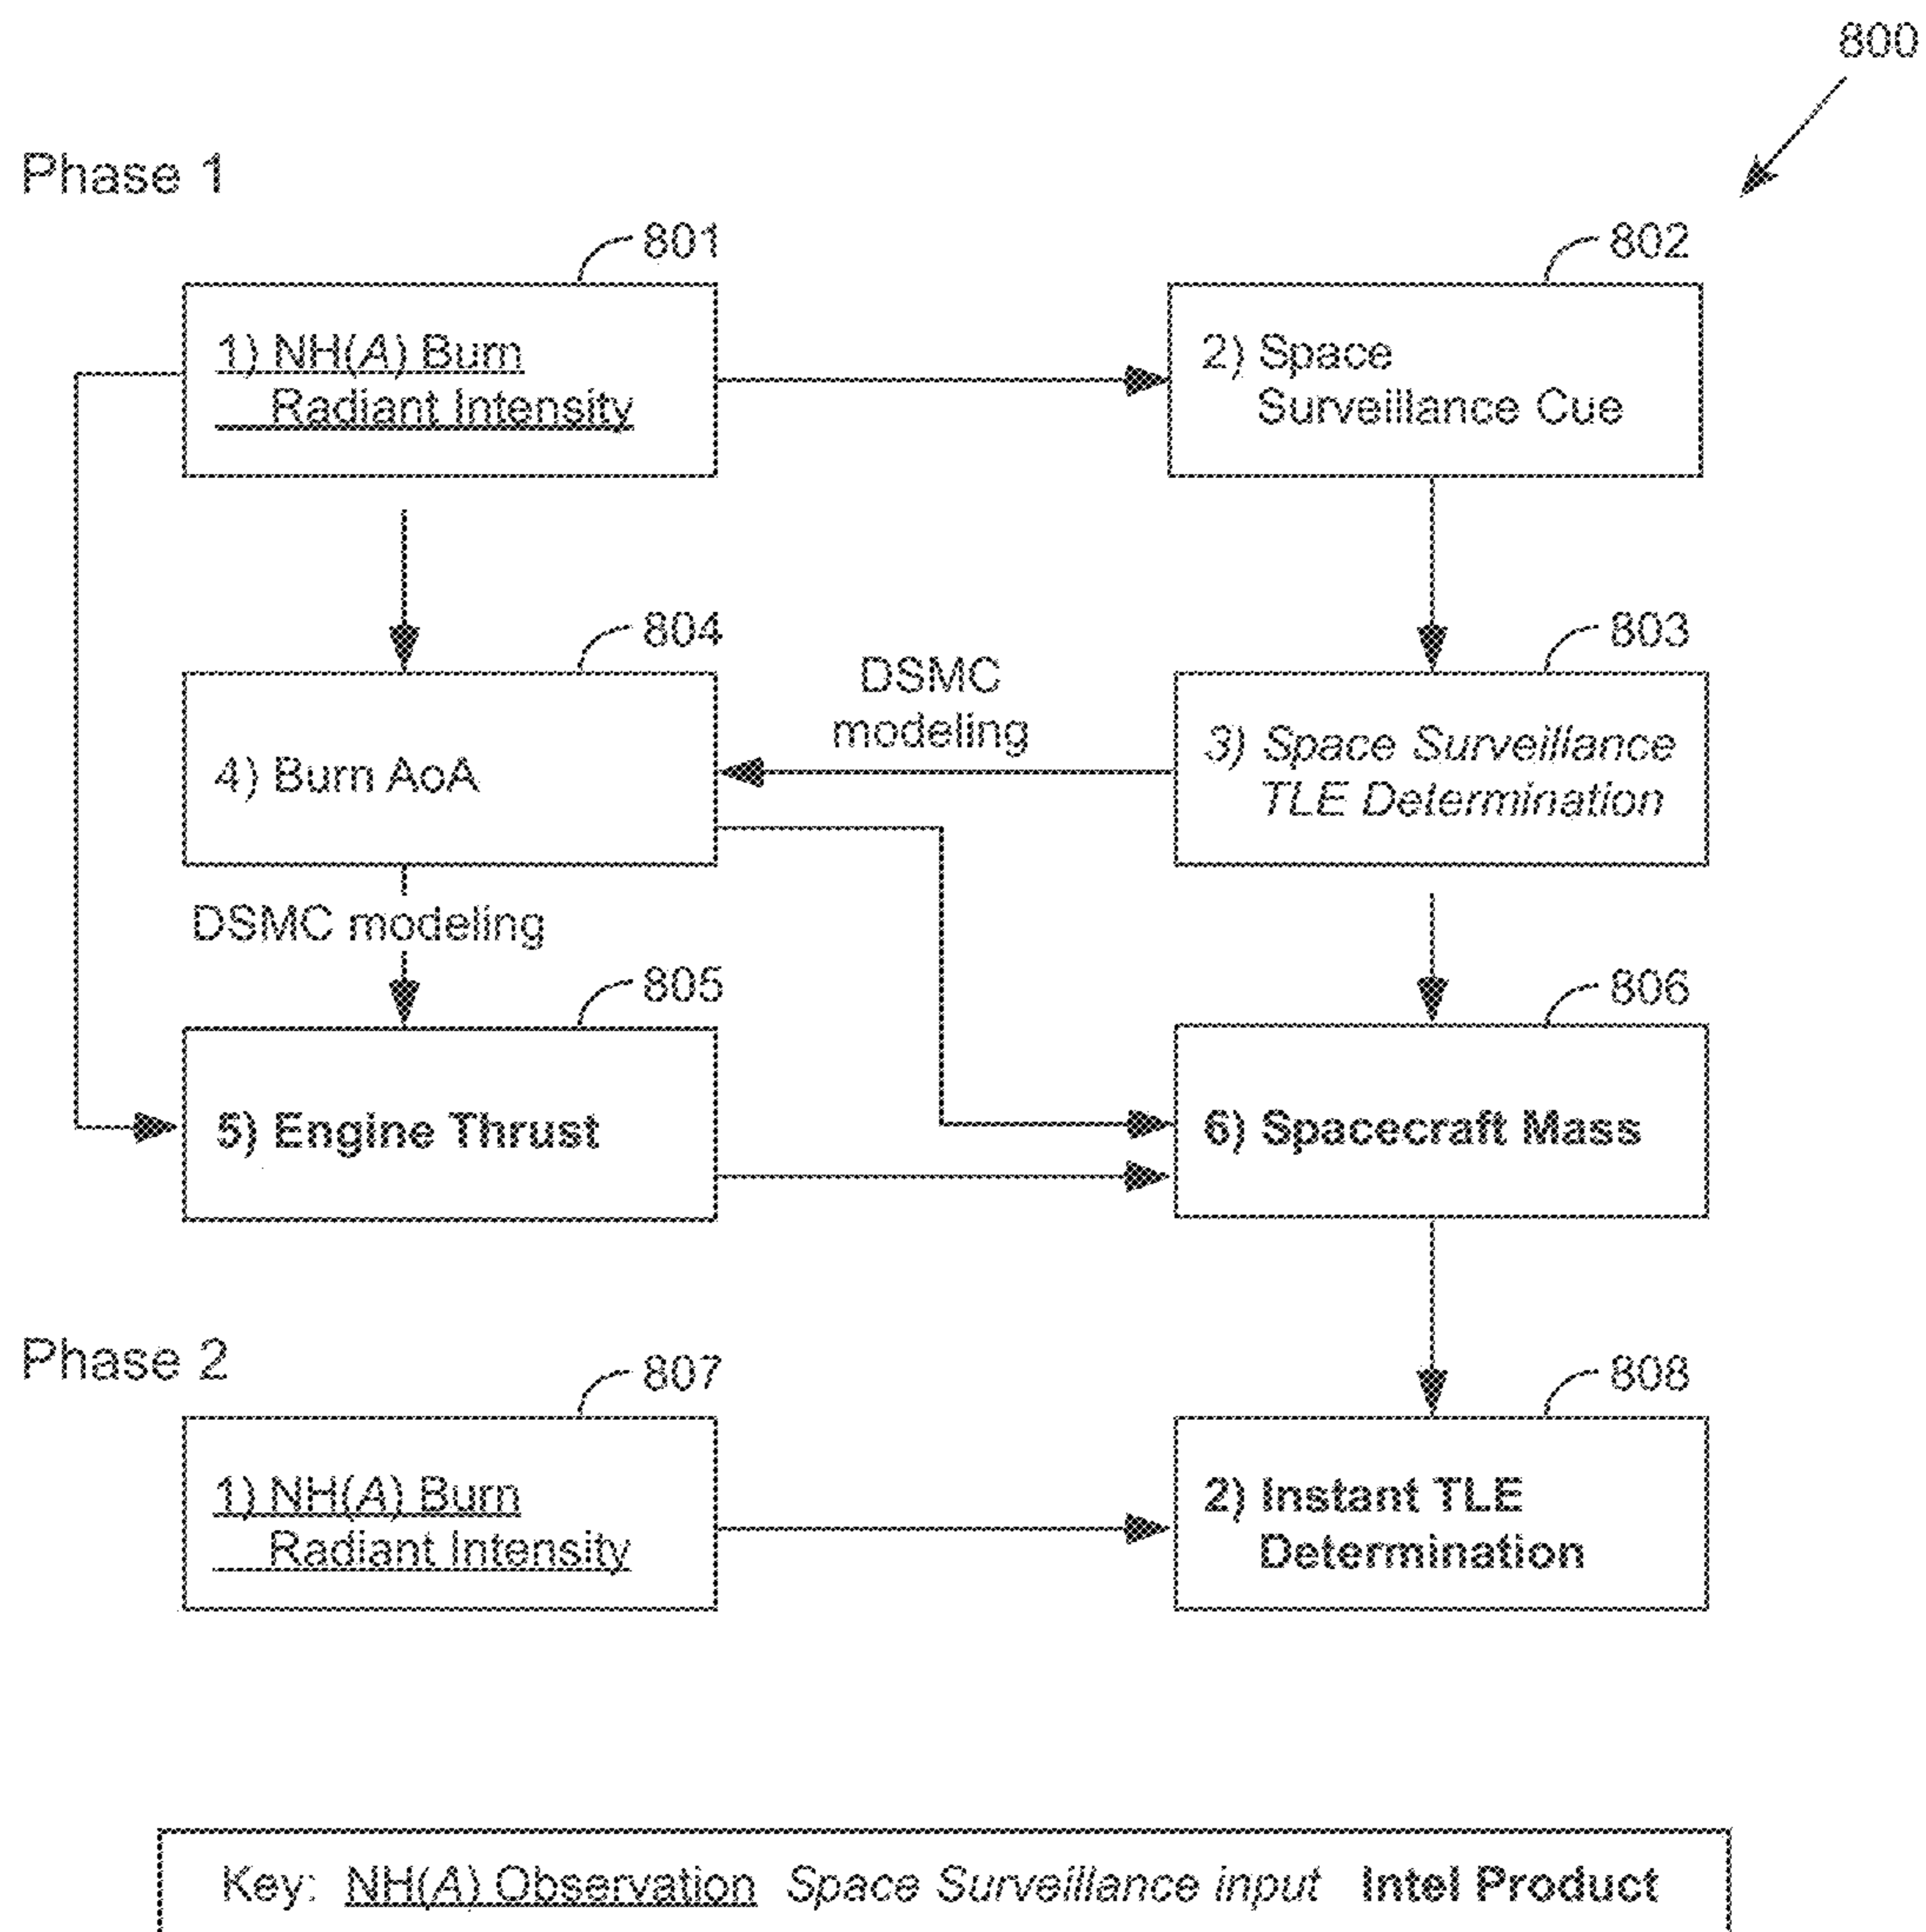 800
Phase 1
801
802
1) NH(A) Burn
Radiant Intensity
2) Space
Surveillance Cue
804
803
DSMC
modeling
4) Burn AoA
3) Space Surveillance
TLE Determination
DSMC modeling
805
806
5) Engine Thrust
6) Spacecraft Mass
Phase 2
807
808
1) NH(A) Burn
Radiant Intensity
2) Instant TLE
Determination
Key: NH(A) Observation Space Surveillance input Intel Product